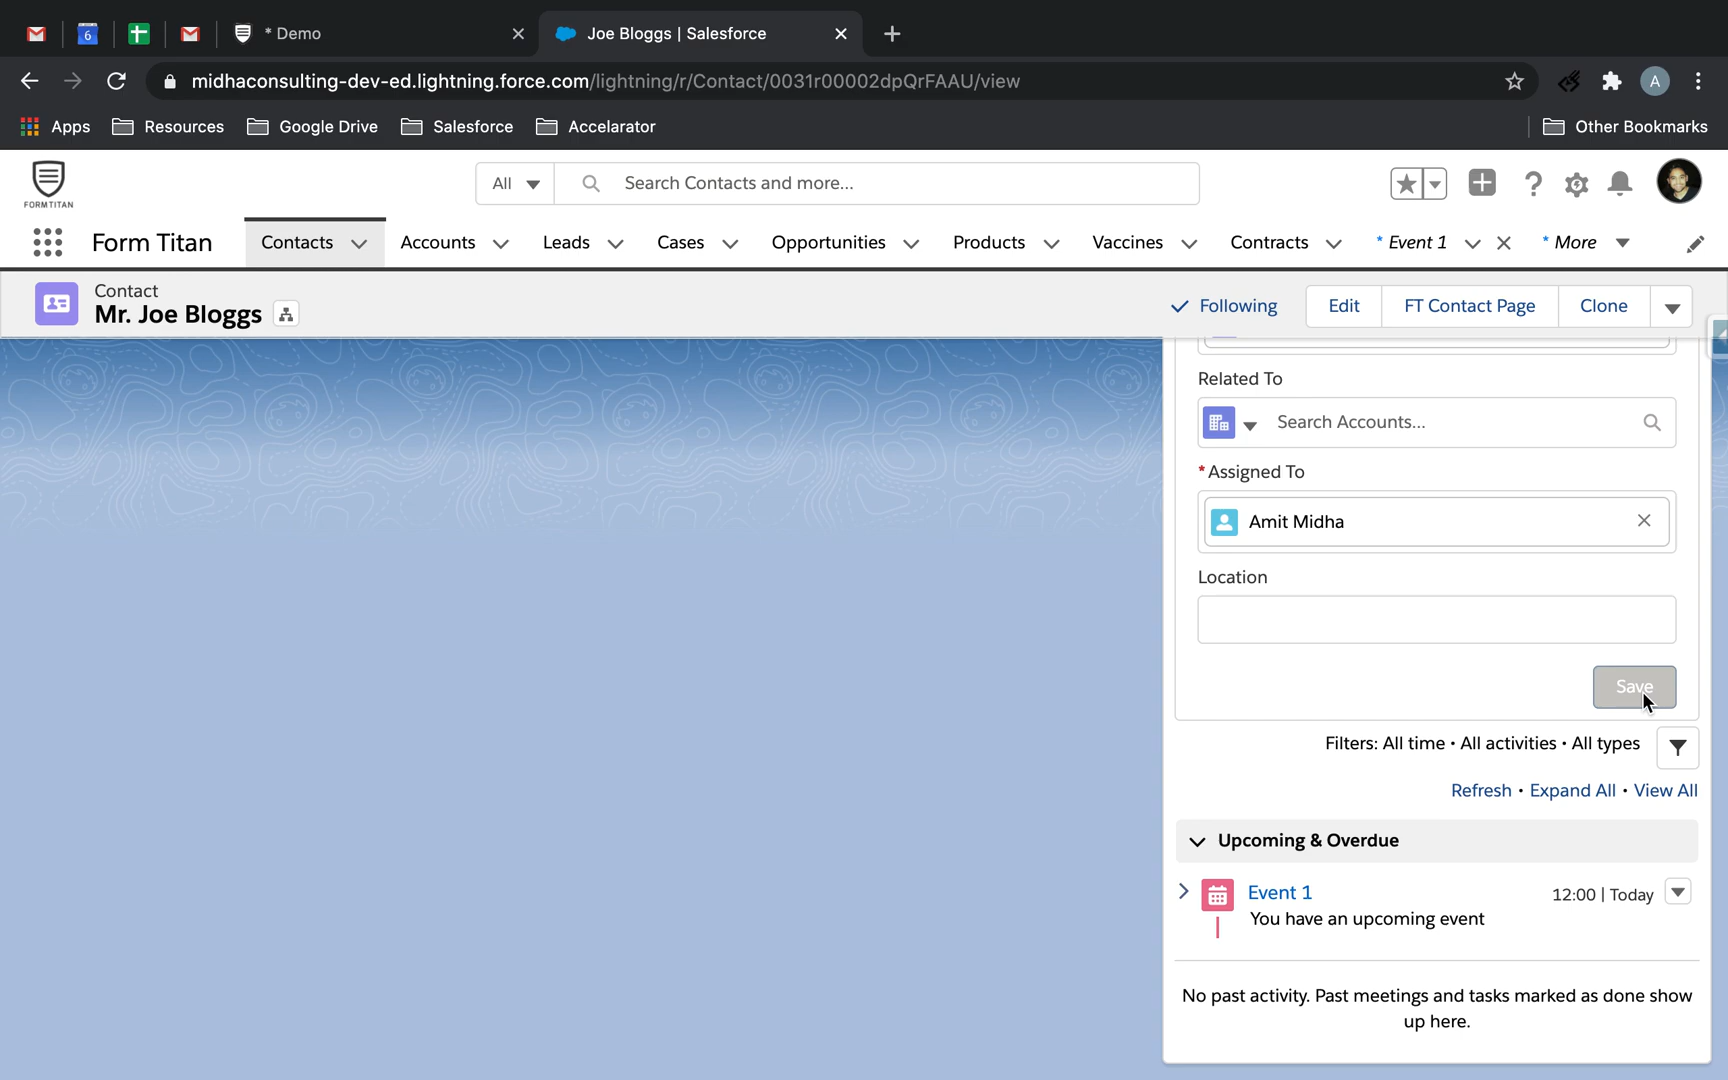 * Demo
Joe Bloggs | Salesforce
6
midhaconsulting-dev-ed.lightning.force.com/lightning/r/Contact/0031r00002dpQrFAAU/view
A
Apps Resources Google Drive Salesforce Accelarator Other Bookmarks
FORMTITAN
All Search Contacts and more...
Form Titan Contacts Accounts Leads Cases Opportunities Products Vaccines Contracts * Event 1 * More
Contact
Mr. Joe Bloggs
Following Edit FT Contact Page Clone
Related To
Search Accounts...
*Assigned To
Amit Midha
Location
Save
Filters: All time • All activities • All types
Refresh • Expand All • View All
Upcoming & Overdue
Event 1 12:00 | Today
You have an upcoming event
No past activity. Past meetings and tasks marked as done show
up here.